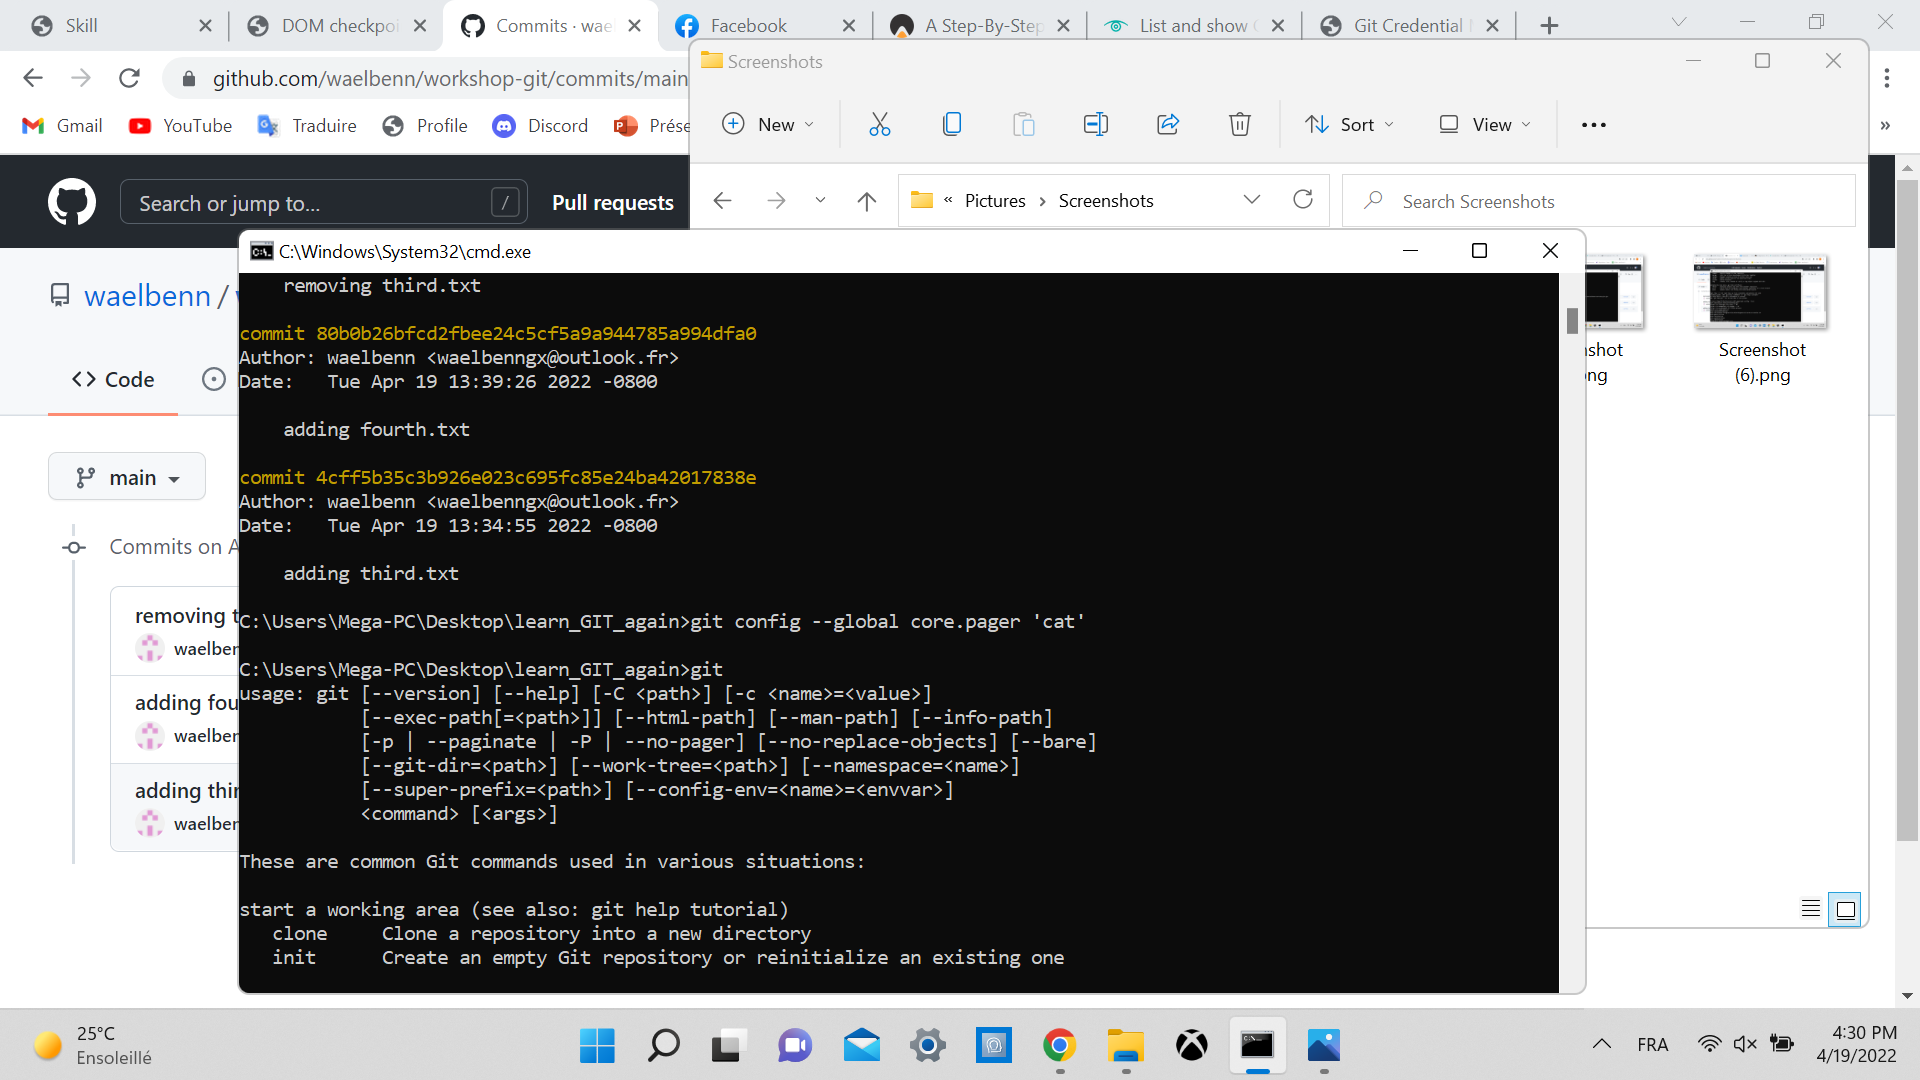 Skill
DOM checkpoi
Commits · wae
Facebook
A Step-By-Step
List and show
Git Credential
github.com/waelbenn/workshop-git/commits/main
Gmail
YouTube
Traduire
Profile
Discord
Prése
»
Screenshots
New
Sort
View
« Pictures > Screenshots
Search Screenshots
Search or jump to...
/
Pull requests
waelbenn /
Code
main
Commits on A
removing t
waelber
adding fou
waelber
adding thir
waelber
shot
ng
Screenshot
(6).png
C:\Windows\System32\cmd.exe
removing third.txt
commit 80b0b26bfcd2fbee24c5cf5a9a944785a994dfa0
Author: waelbenn <waelbenngx@outlook.fr>
Date:   Tue Apr 19 13:39:26 2022 -0800
adding fourth.txt
commit 4cff5b35c3b926e023c695fc85e24ba42017838e
Author: waelbenn <waelbenngx@outlook.fr>
Date:   Tue Apr 19 13:34:55 2022 -0800
adding third.txt
C:\Users\Mega-PC\Desktop\learn_GIT_again>git config --global core.pager 'cat'
C:\Users\Mega-PC\Desktop\learn_GIT_again>git
usage: git [--version] [--help] [-C <path>] [-c <name>=<value>]
[--exec-path[=<path>]] [--html-path] [--man-path] [--info-path]
[-p | --paginate | -P | --no-pager] [--no-replace-objects] [--bare]
[--git-dir=<path>] [--work-tree=<path>] [--namespace=<name>]
[--super-prefix=<path>] [--config-env=<name>=<envvar>]
<command> [<args>]
These are common Git commands used in various situations:
start a working area (see also: git help tutorial)
clone     Clone a repository into a new directory
init      Create an empty Git repository or reinitialize an existing one
25°C
Ensoleillé
FRA
4:30 PM
4/19/2022